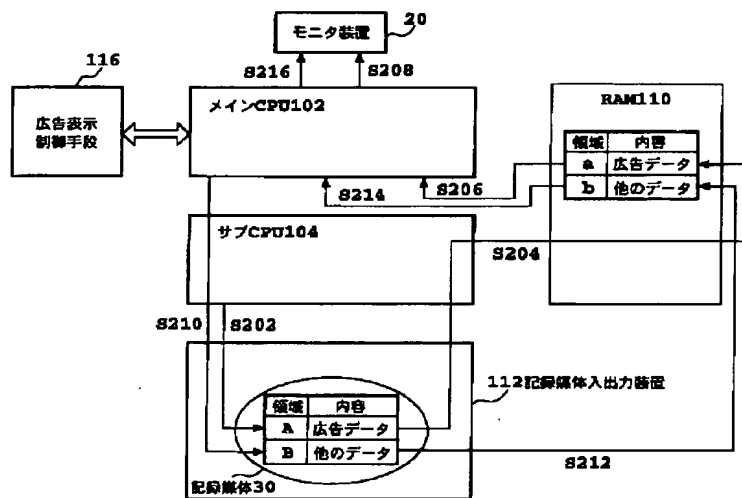 20
モニタ装置
S216
S208
116
広告表示
制御手段
メインCPU102
RAM110
領域 内容
a 広告データ
b 他のデータ
S206
S214
サブCPU104
S204
S210
S202
112記録媒体入出力装置
領域 内容
A 広告データ
B 他のデータ
S212
記録媒体30